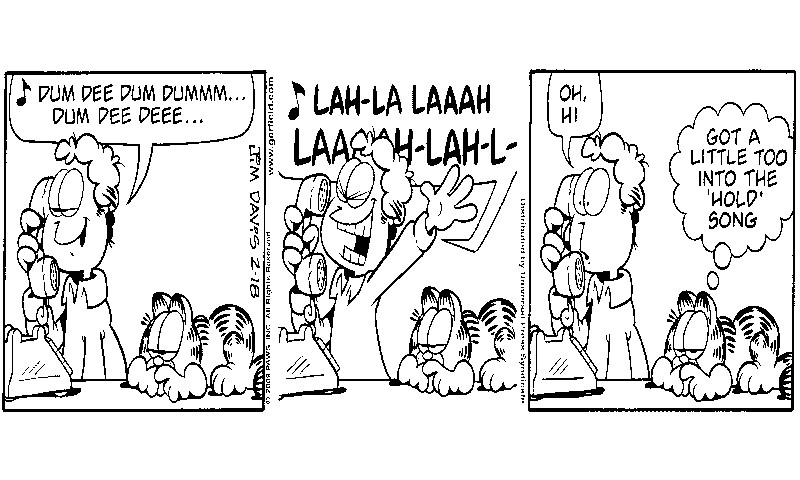 ♪ DUM DEE DUM DUMMM...
DUM DEE DEEE...
JIM DAVIS 2-18
www.garfield.com
© 2008 PAWS, INC. All Rights Reserved.
♪ LAH-LA LAAAH
LAAAAH-LAH-L-
Distributed by Universal Press Syndicate
OH,
HI
GOT A
LITTLE TOO
INTO THE
'HOLD'
SONG